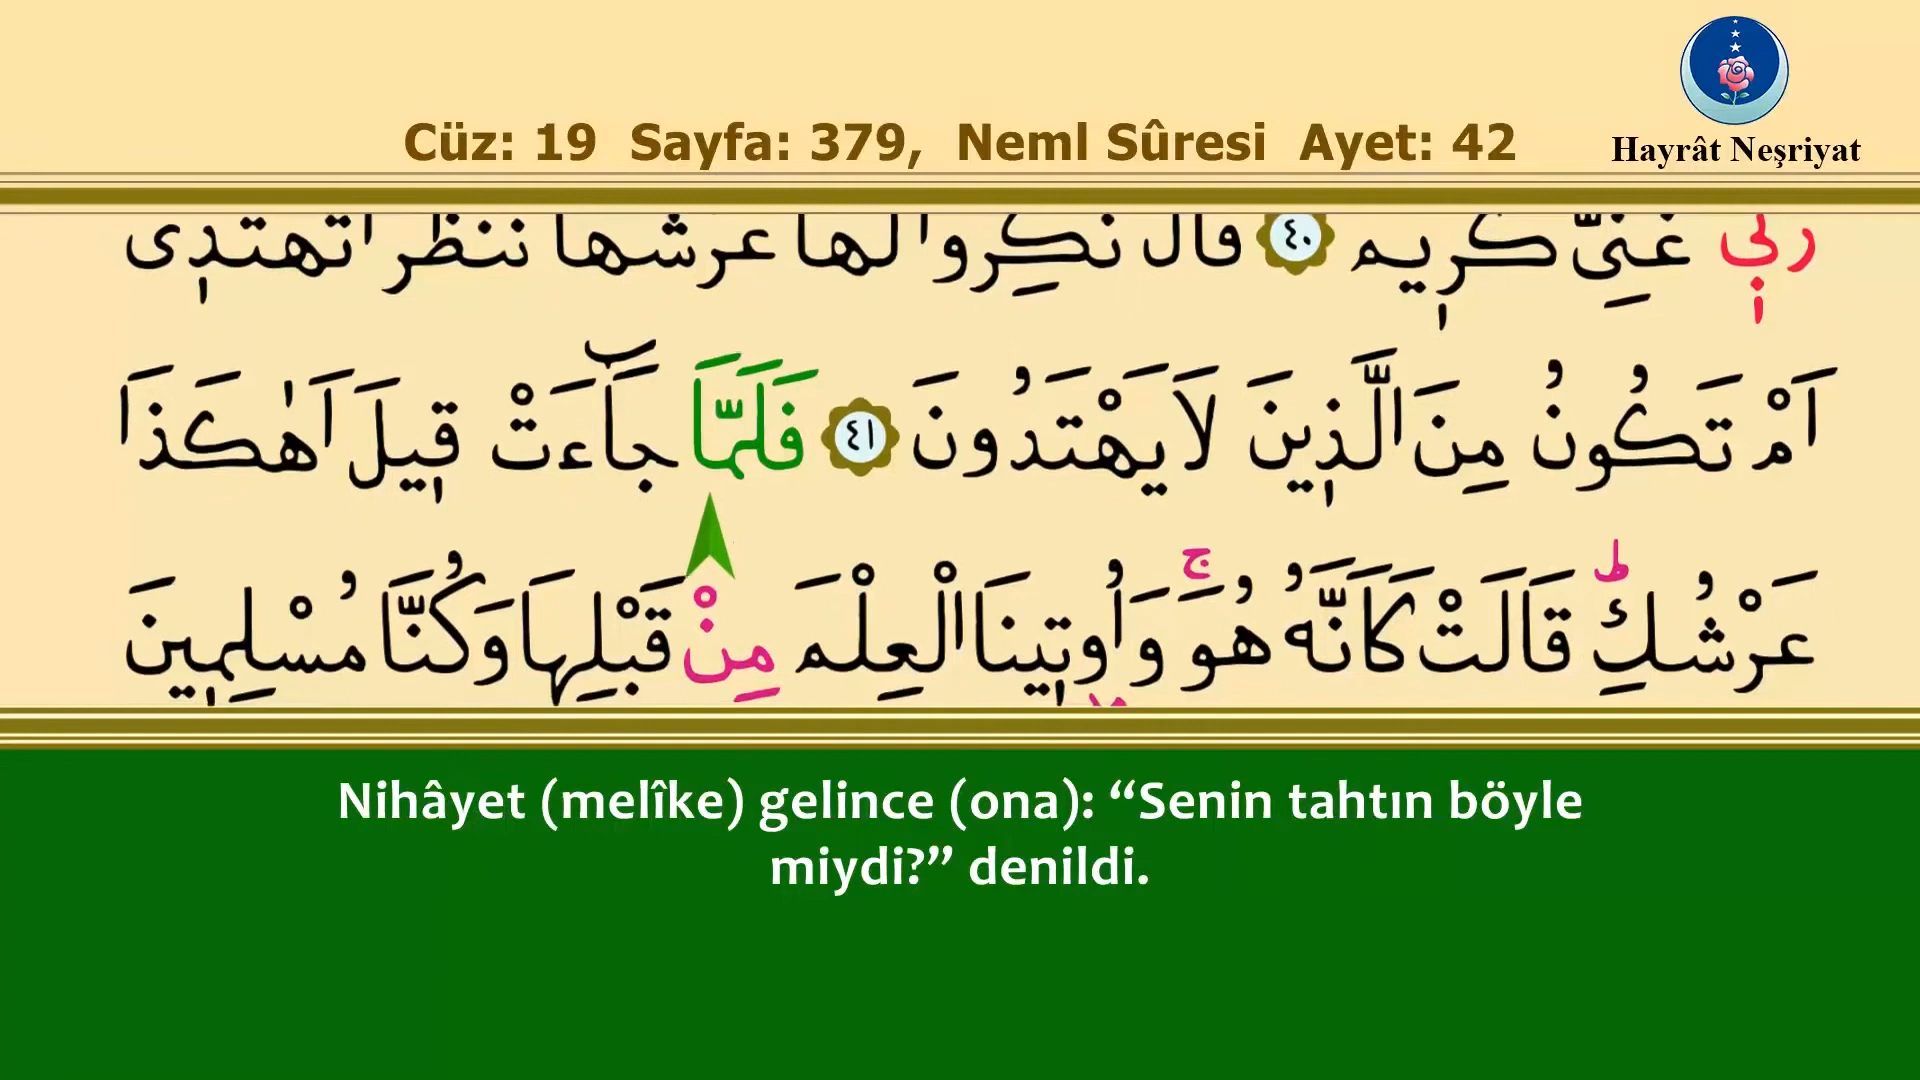 Cüz: 19 Sayfa: 379, Neml Sûresi Ayet: 42
Hayrât Neşriyat
رَبّٖي غَنِيٌّ كَرٖيمٌ ﴿٤٠﴾ قَالَ نَكِّرُوا لَهَا عَرْشَهَا نَنْظُرْ اَتَهْتَدٖٓي
اَمْ تَكُونُ مِنَ الَّذٖينَ لَا يَهْتَدُونَ ﴿٤١﴾ فَلَمَّا جَٓاءَتْ قٖيلَ اَهٰكَذَا
عَرْشُكِؕ قَالَتْ كَاَنَّهُ هُوَۚ وَاُوتٖينَا الْعِلْمَ مِنْ قَبْلِهَا وَكُنَّا مُسْلِمٖينَ
Nihâyet (melîke) gelince (ona): “Senin tahtın böyle
miydi?” denildi.